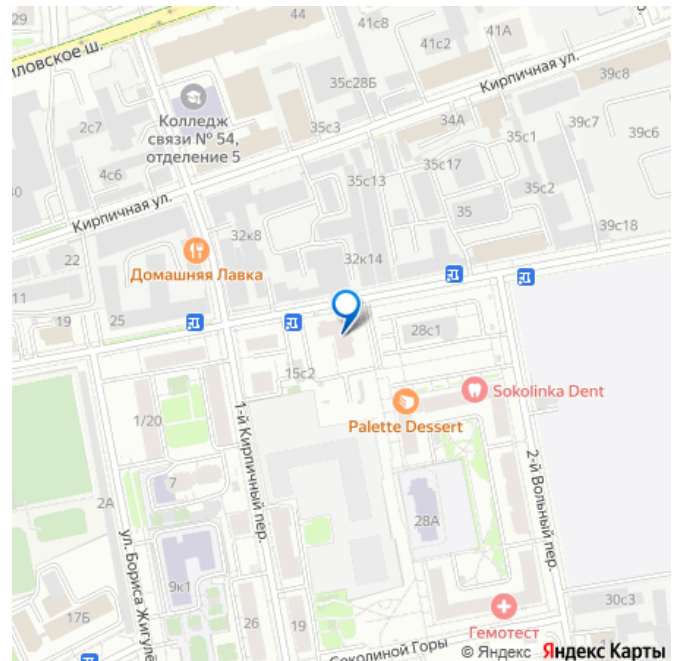 29
44
41с8
41с2
41А
39с8
Кирпичная ул.
35с28Б
ловское ш.
Колледж
связи № 54,
отделение 5
2с7
35с3
34А
35с1
39с7
39с6
4с6
35с17
30
35с13
35с2
Кирпичная ул.
35
39с18
32к8
22
32к14
Домашняя Лавка
11
19
25
28с1
15с2
Sokolinka Dent
1/20
Palette Dessert
1-й Кирпичный пер.
2-й Вольный пер.
7
2А
28А
ул. Бориса Жигулё
9к1
30с3
17Б
26
19
Гемотест
Соколиной Горы
© Яндекс Яндекс Карты